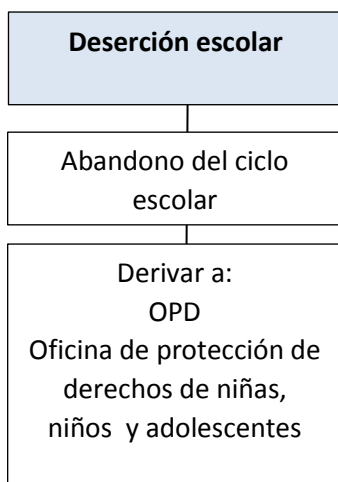 Deserción escolar
Abandono del ciclo
escolar
Derivar a:
OPD
Oficina de protección de
derechos de niñas,
niños y adolescentes